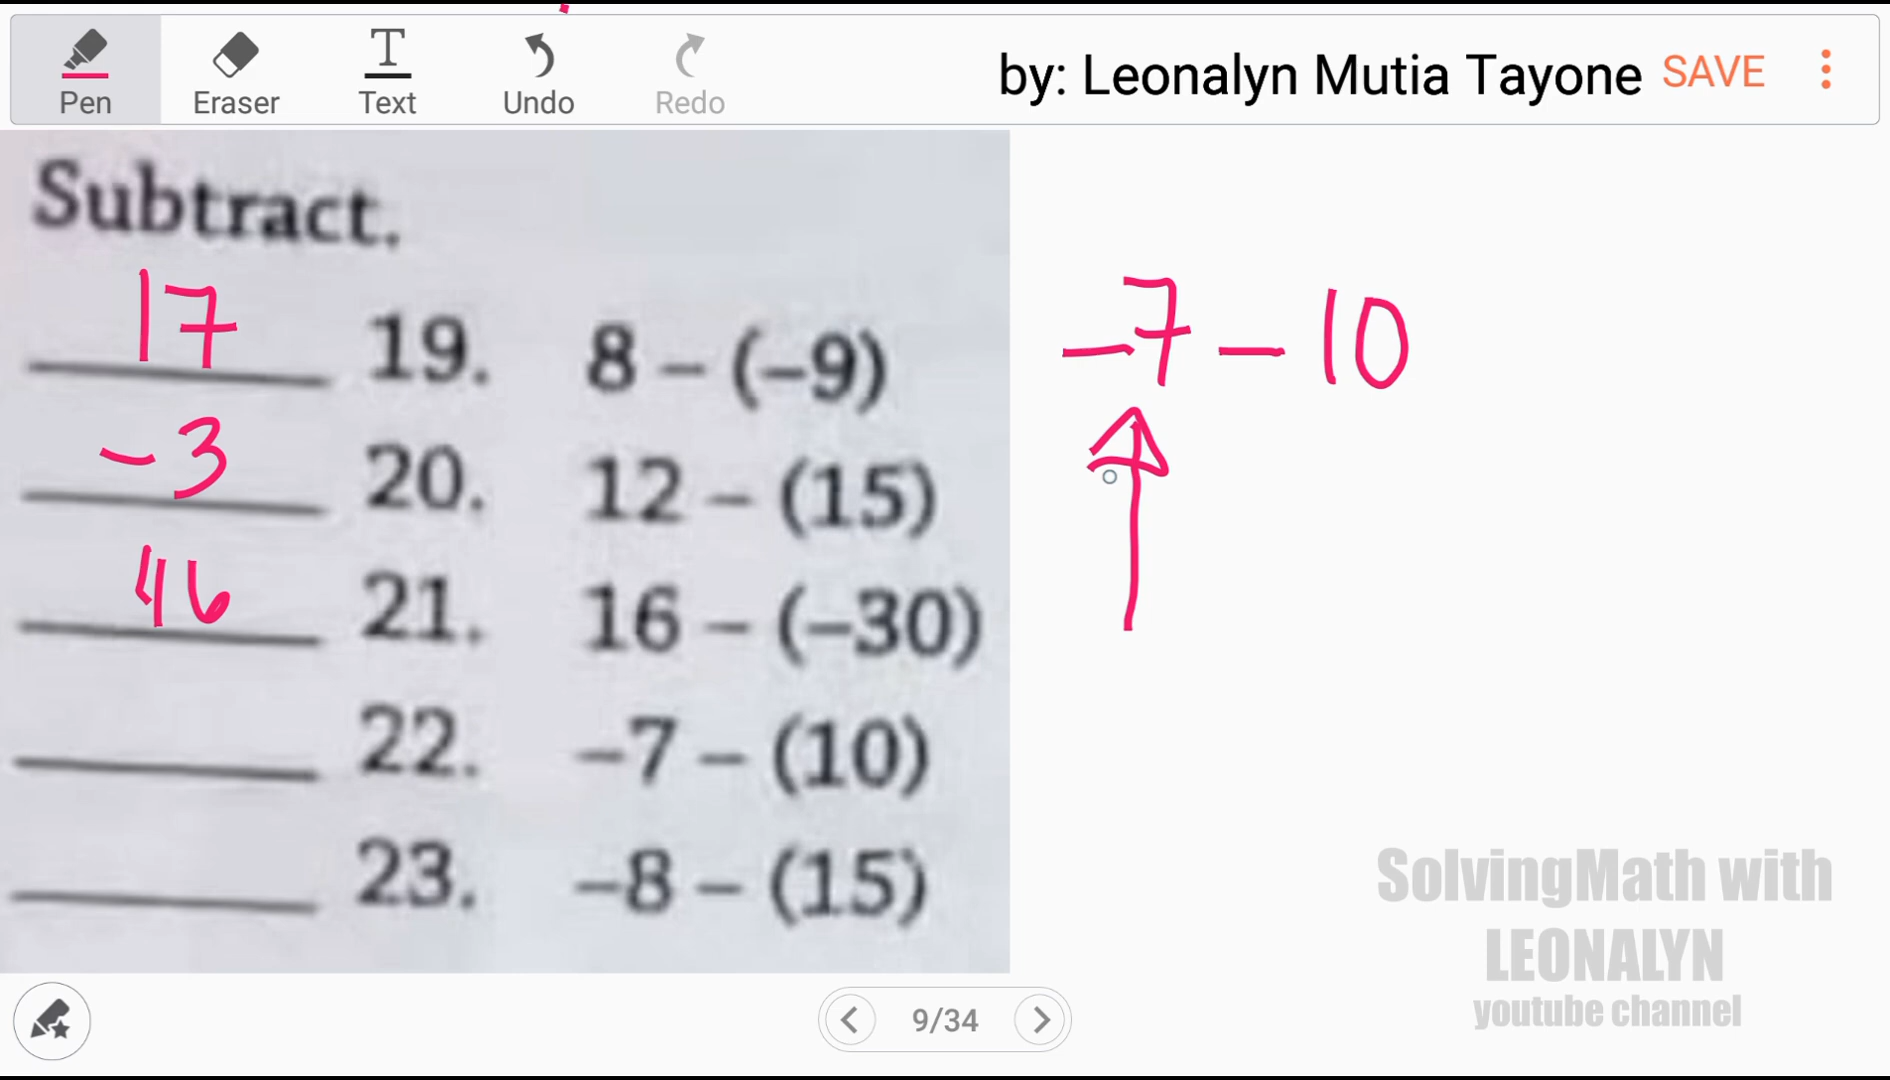 Pen Eraser Text Undo Redo by: Leonalyn Mutia Tayone SAVE
Subtract.
17 19. 8 – (–9)
-3 20. 12 – (15)
46 21. 16 – (–30)
22. –7 – (10)
23. –8 – (15)
-7 - 10
SolvingMath with
LEONALYN
youtube channel
9/34